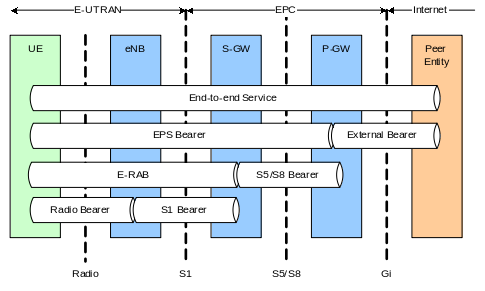 E-UTRAN EPC Internet
UE eNB S-GW P-GW Peer
Entity
End-to-end Service
EPS Bearer External Bearer
E-RAB S5/S8 Bearer
Radio Bearer S1 Bearer
Radio S1 S5/S8 Gi